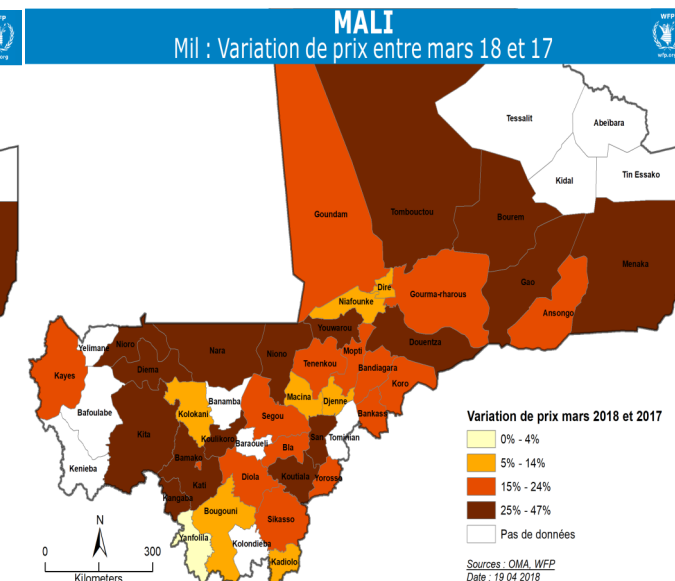 WFP
wfp.org
MALI
Mil : Variation de prix entre mars 18 et 17
Tessalit
Abeïbara
Kidal
Tin Essako
Goundam
Tombouctou
Bourem
Menaka
Gao
Ansongo
Gourma-rharous
Dire
Niafounke
Youwarou
Douentza
Mopti
Tenenkou
Bandiagara
Koro
Bankass
Kayes
Yelimane
Nioro
Nara
Niono
Diema
Bafoulabe
Kenieba
Kita
Kolokani
Banamba
Segou
Macina
Djenne
Koulikoro
Baraoueli
San
Tominian
Bamako
Bla
Kati
Diola
Koutiala
Yorosso
Kangaba
Bougouni
Sikasso
Yanfolila
Kolondieba
Kadiolo
Variation de prix mars 2018 et 2017
0% - 4%
5% - 14%
15% - 24%
25% - 47%
Pas de données
N
0 300
Kilometers
Sources : OMA, WFP
Date : 19 04 2018